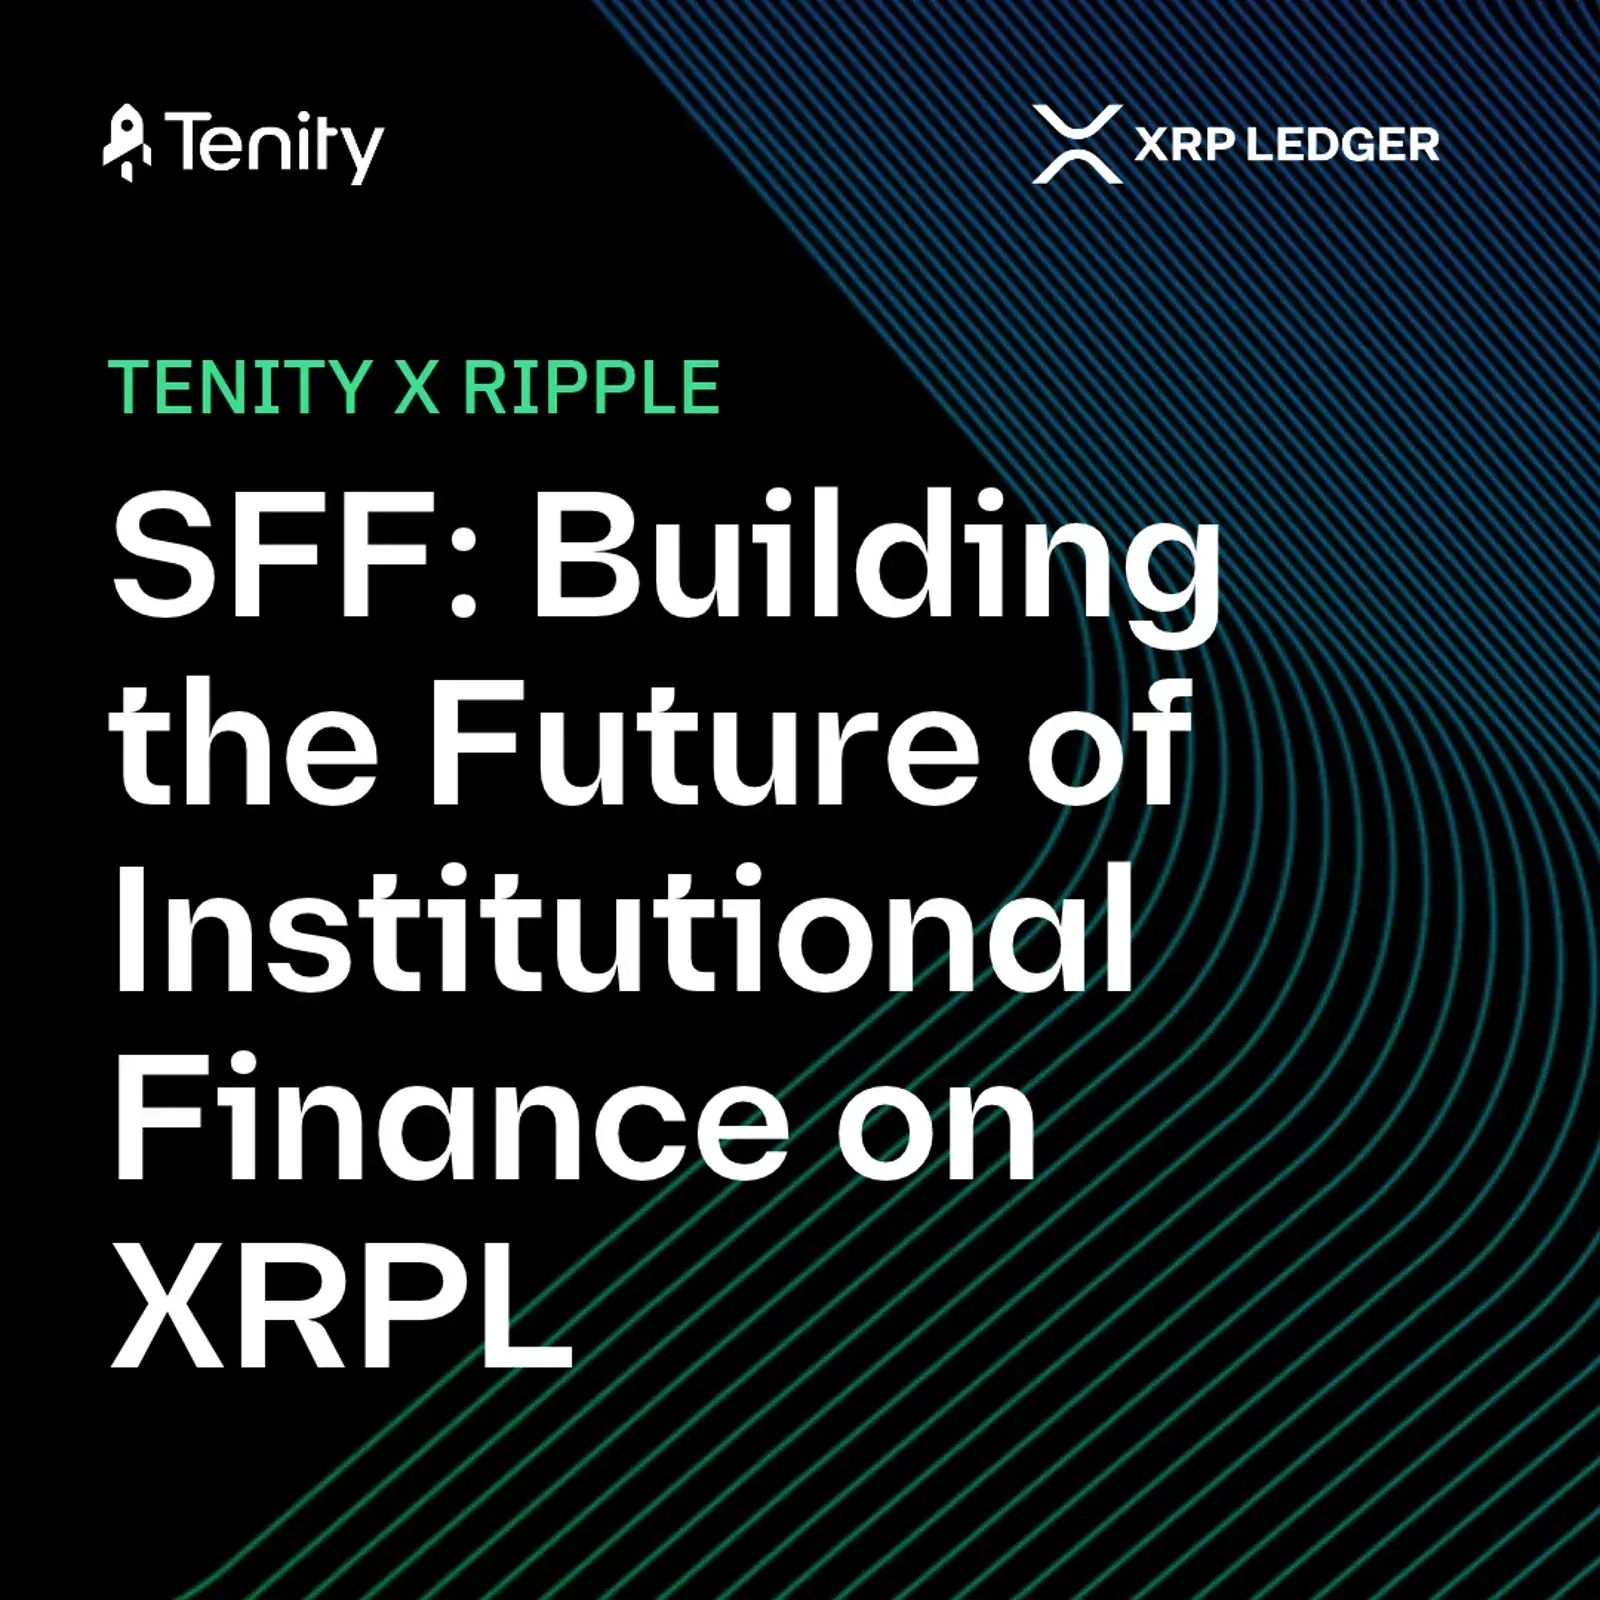 Tenity
XRP LEDGER
TENITY X RIPPLE
SFF: Building
the Future of
Institutional
Finance on
XRPL